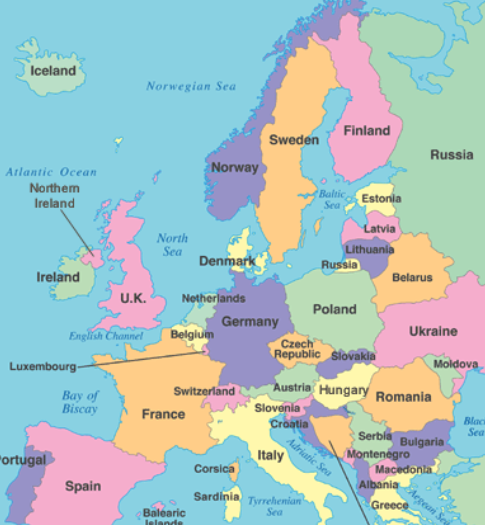 Iceland
Norwegian Sea
Finland
Sweden
Russia
Norway
Atlantic Ocean
Northern
Ireland
Baltic
Sea
Estonia
Latvia
North
Sea
Lithuania
Denmark
Russia
Ireland
Belarus
U.K.
Netherlands
Poland
Germany
Ukraine
English Channel
Belgium
Czech
Republic
Slovakia
Luxembourg
Moldova
Austria
Hungary
Switzerland
Bay of
Biscay
Romania
France
Slovenia
Croatia
Blac
Sea
Serbia
Bulgaria
Adriatic Sea
Italy
Montenegro
ortugal
Corsica
Macedonia
Spain
Albania
Sardinia
Tyrrehenian
Sea
Aegean Sea
Greece
Balearic
Islands